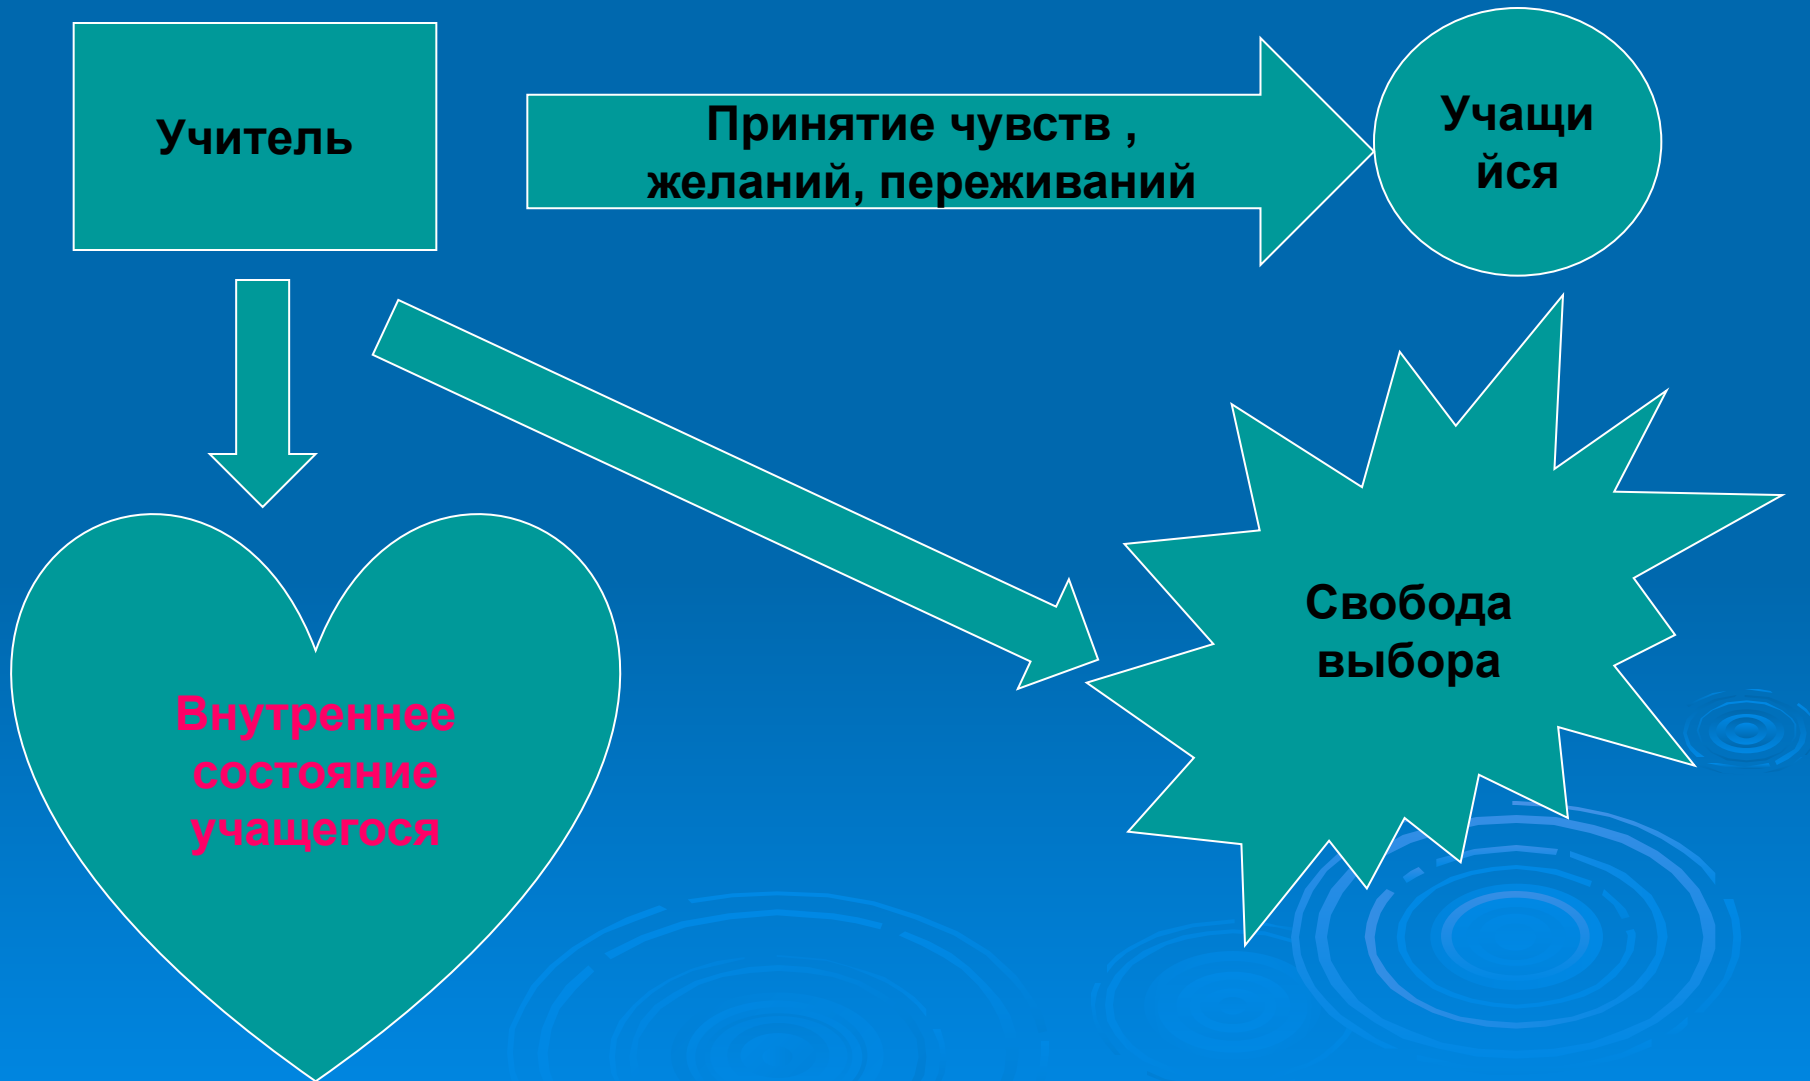 Учитель
Принятие чувств ,
желаний, переживаний
Учащи
йся
Свобода
выбора
Внутреннее
состояние
учащегося